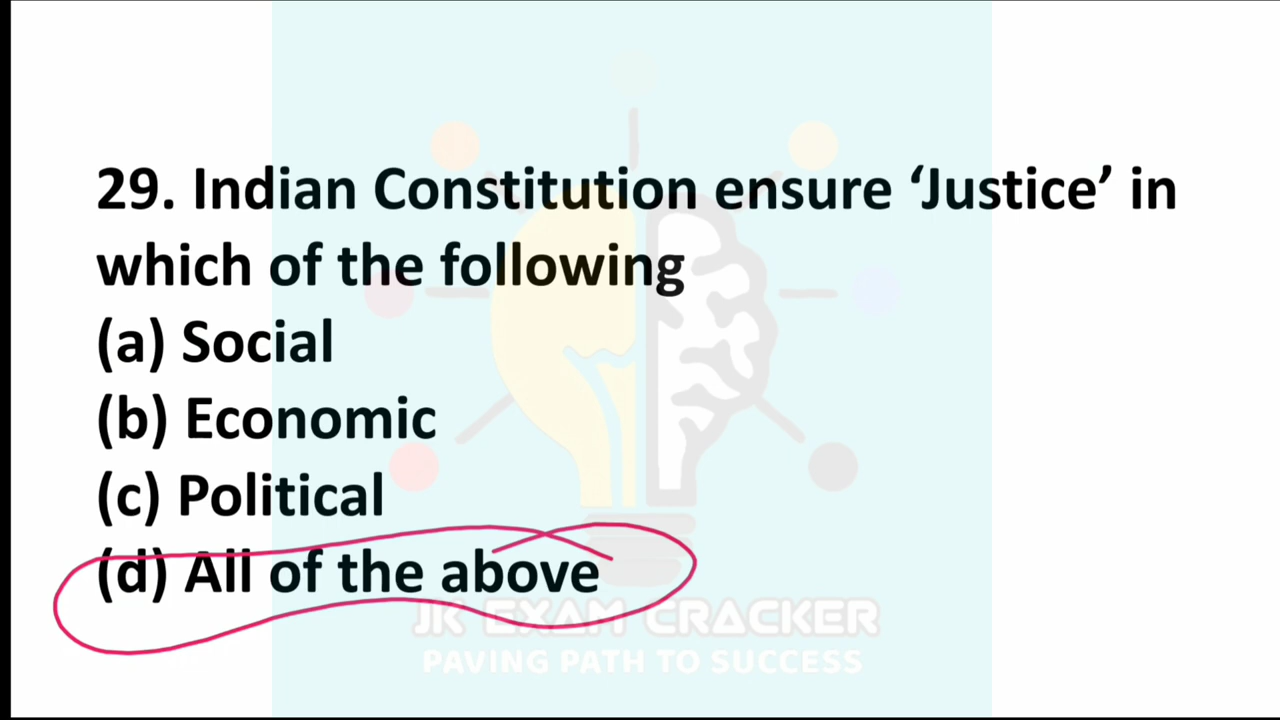 29. Indian Constitution ensure ‘Justice’ in
which of the following
(a) Social
(b) Economic
(c) Political
(d) All of the above
JK EXAM CRACKER
PAVING PATH TO SUCCESS